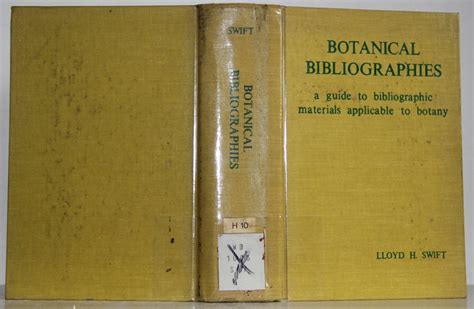 SWIFT
BOTANICAL
BIBLIOGRAPHIES
H 10
BOTANICAL
BIBLIOGRAPHIES
a guide to bibliographic
materials applicable to botany
LLOYD H. SWIFT